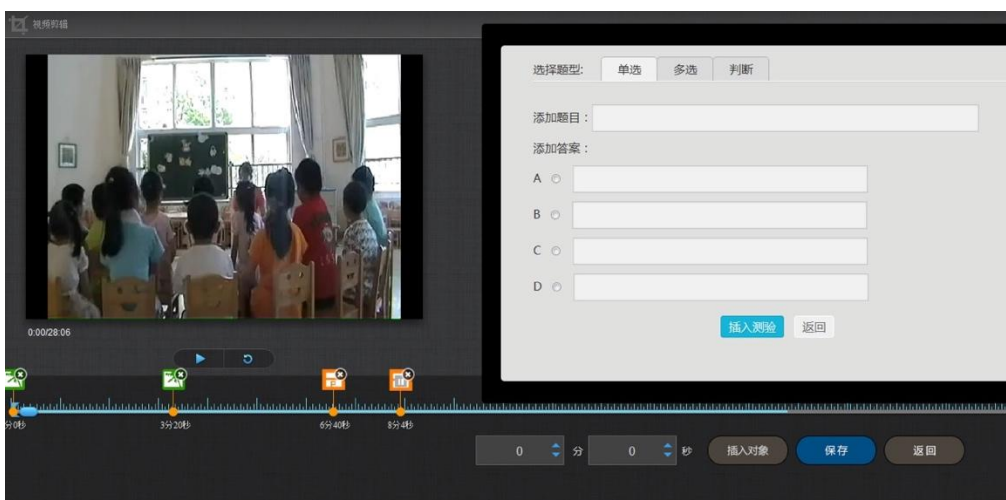 视频剪辑
选择题型: 单选 多选 判断
添加题目：
添加答案：
A
B
C
D
插入测验 返回
0:00/28:06
分0秒 3分20秒 6分40秒 8分4秒
0 分 0 秒 插入对象 保存 返回